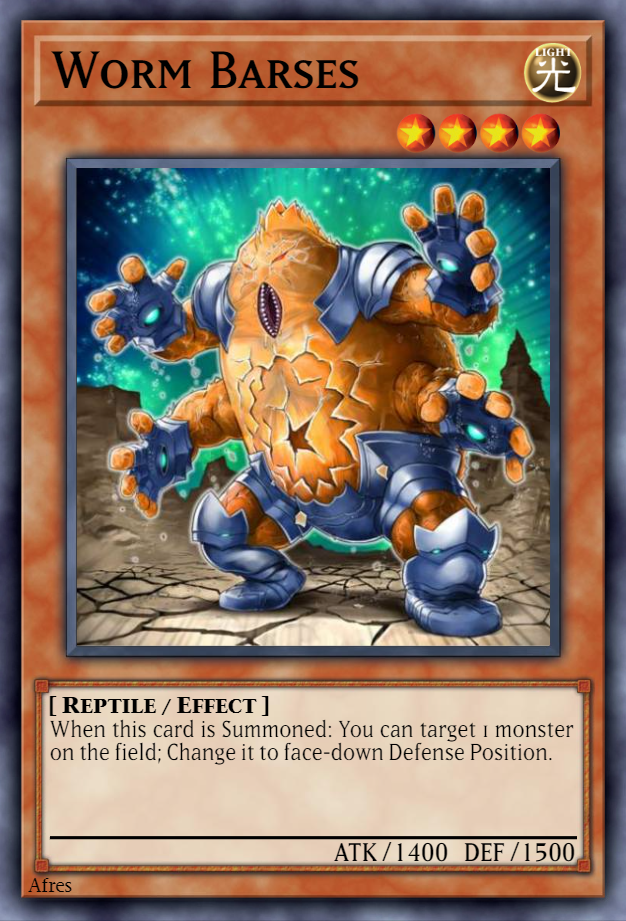 Worm Barses
LIGHT
光
[ Reptile / Effect ]
When this card is Summoned: You can target 1 monster
on the field; Change it to face-down Defense Position.
ATK / 1400 DEF / 1500
Afres